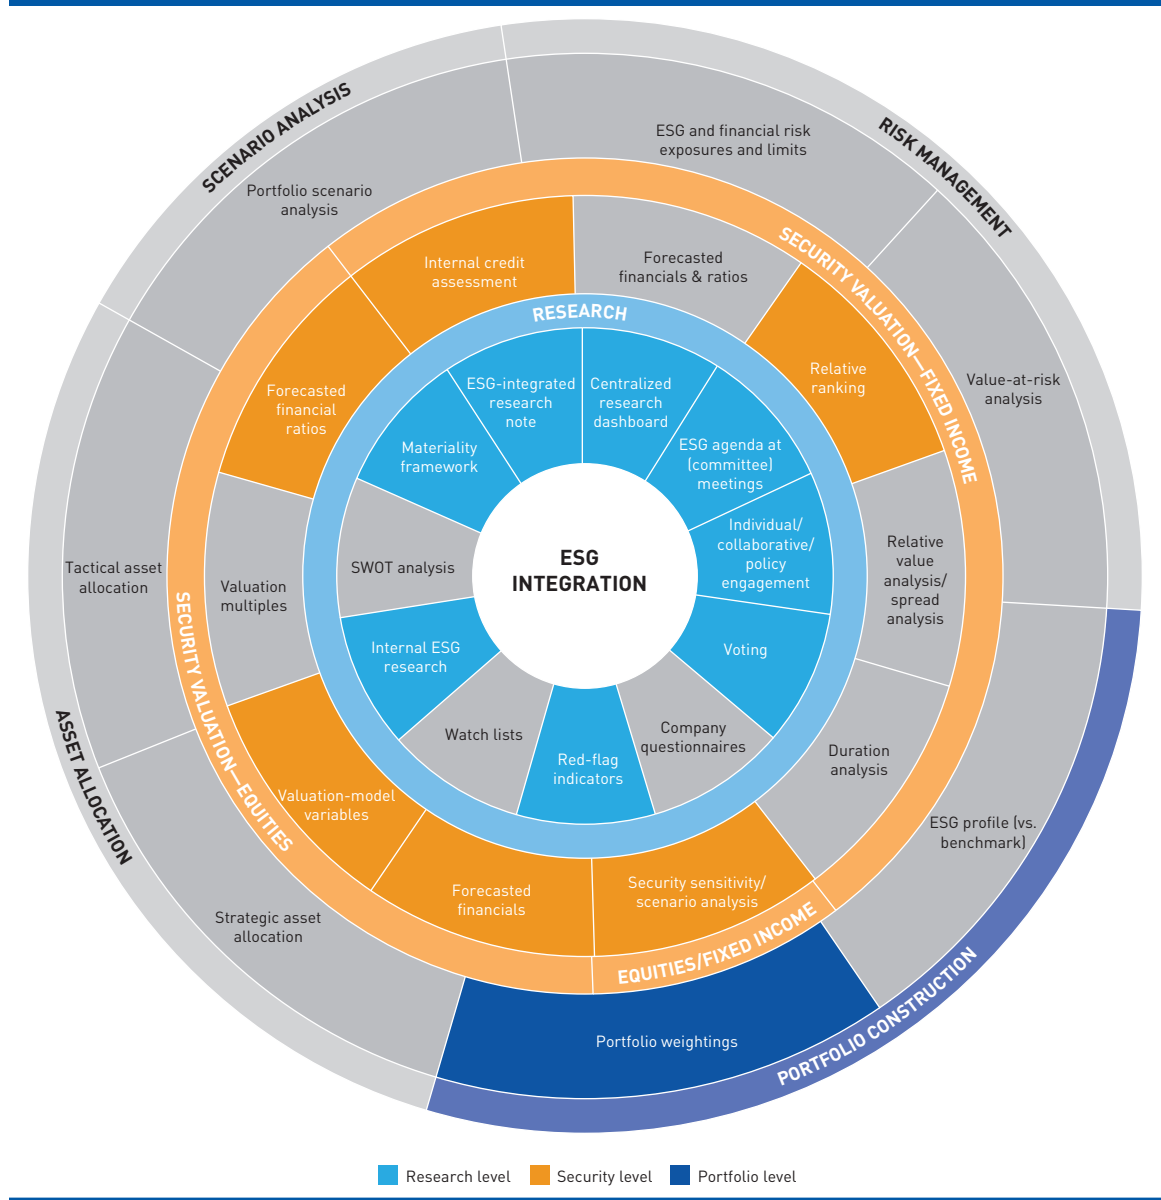 SCENARIO ANALYSIS
RISK MANAGEMENT
ESG and financial risk
exposures and limits
Portfolio scenario
analysis
SECURITY VALUATION—FIXED INCOME
Internal credit
assessment
Forecasted
financials & ratios
RESEARCH
Relative
ranking
Value-at-risk
analysis
Forecasted
financial
ratios
ESG-integrated
research
note
Centralized
research
dashboard
Materiality
framework
ESG agenda at
(committee)
meetings
Individual/
collaborative/
policy
engagement
ESG
INTEGRATION
SWOT analysis
Relative
value
analysis/
spread
analysis
Tactical asset
allocation
Valuation
multiples
Internal ESG
research
Voting
SECURITY VALUATION—EQUITIES
Watch lists
Company
questionnaires
Red-flag
indicators
Duration
analysis
ASSET ALLOCATION
Valuation-model
variables
ESG profile (vs.
benchmark)
Forecasted
financials
Security sensitivity/
scenario analysis
Strategic asset
allocation
EQUITIES/FIXED INCOME
PORTFOLIO CONSTRUCTION
Portfolio weightings
Research level
Security level
Portfolio level